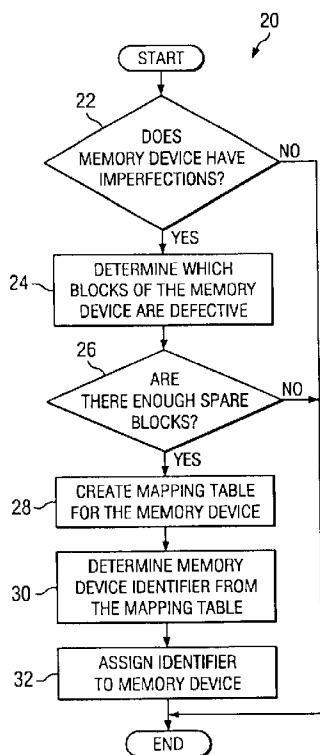 20
START
22
DOES
MEMORY DEVICE HAVE
IMPERFECTIONS?
NO
YES
24
DETERMINE WHICH
BLOCKS OF THE MEMORY
DEVICE ARE DEFECTIVE
26
ARE
THERE ENOUGH SPARE
BLOCKS?
NO
YES
28
CREATE MAPPING TABLE
FOR THE MEMORY DEVICE
30
DETERMINE MEMORY
DEVICE IDENTIFIER FROM
THE MAPPING TABLE
32
ASSIGN IDENTIFIER
TO MEMORY DEVICE
END